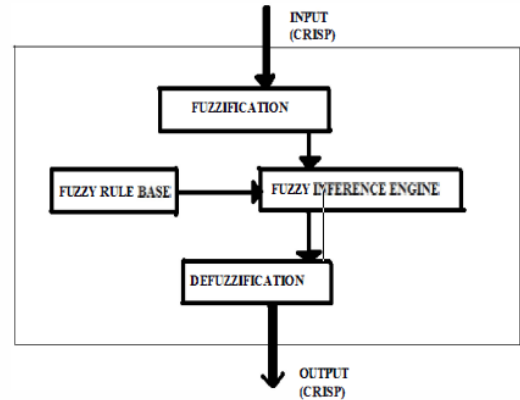 INPUT
(CRISP)
FUZZIFICATION
FUZZY RULE BASE
FUZZY INFERENCE ENGINE
DEFUZZIFICATION
OUTPUT
(CRISP)